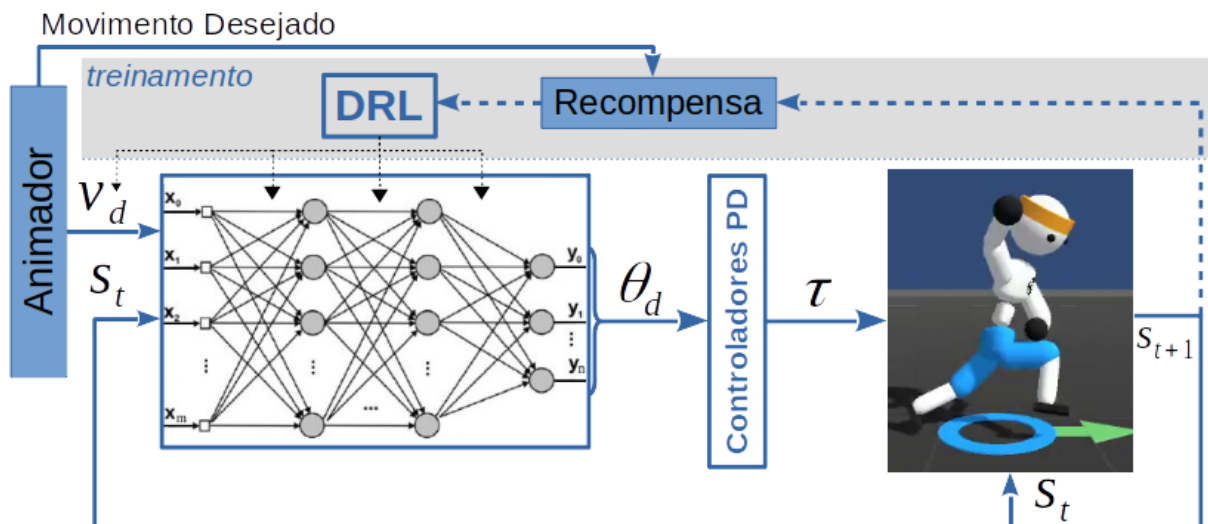 Movimento Desejado
treinamento
DRL
Recompensa
Animador
v_d
S_t
x_0
x_1
x_2
⋮
x_m
...
y_0
y_1
⋮
y_n
θ_d
Controladores PD
τ
s_{t+1}
S_t